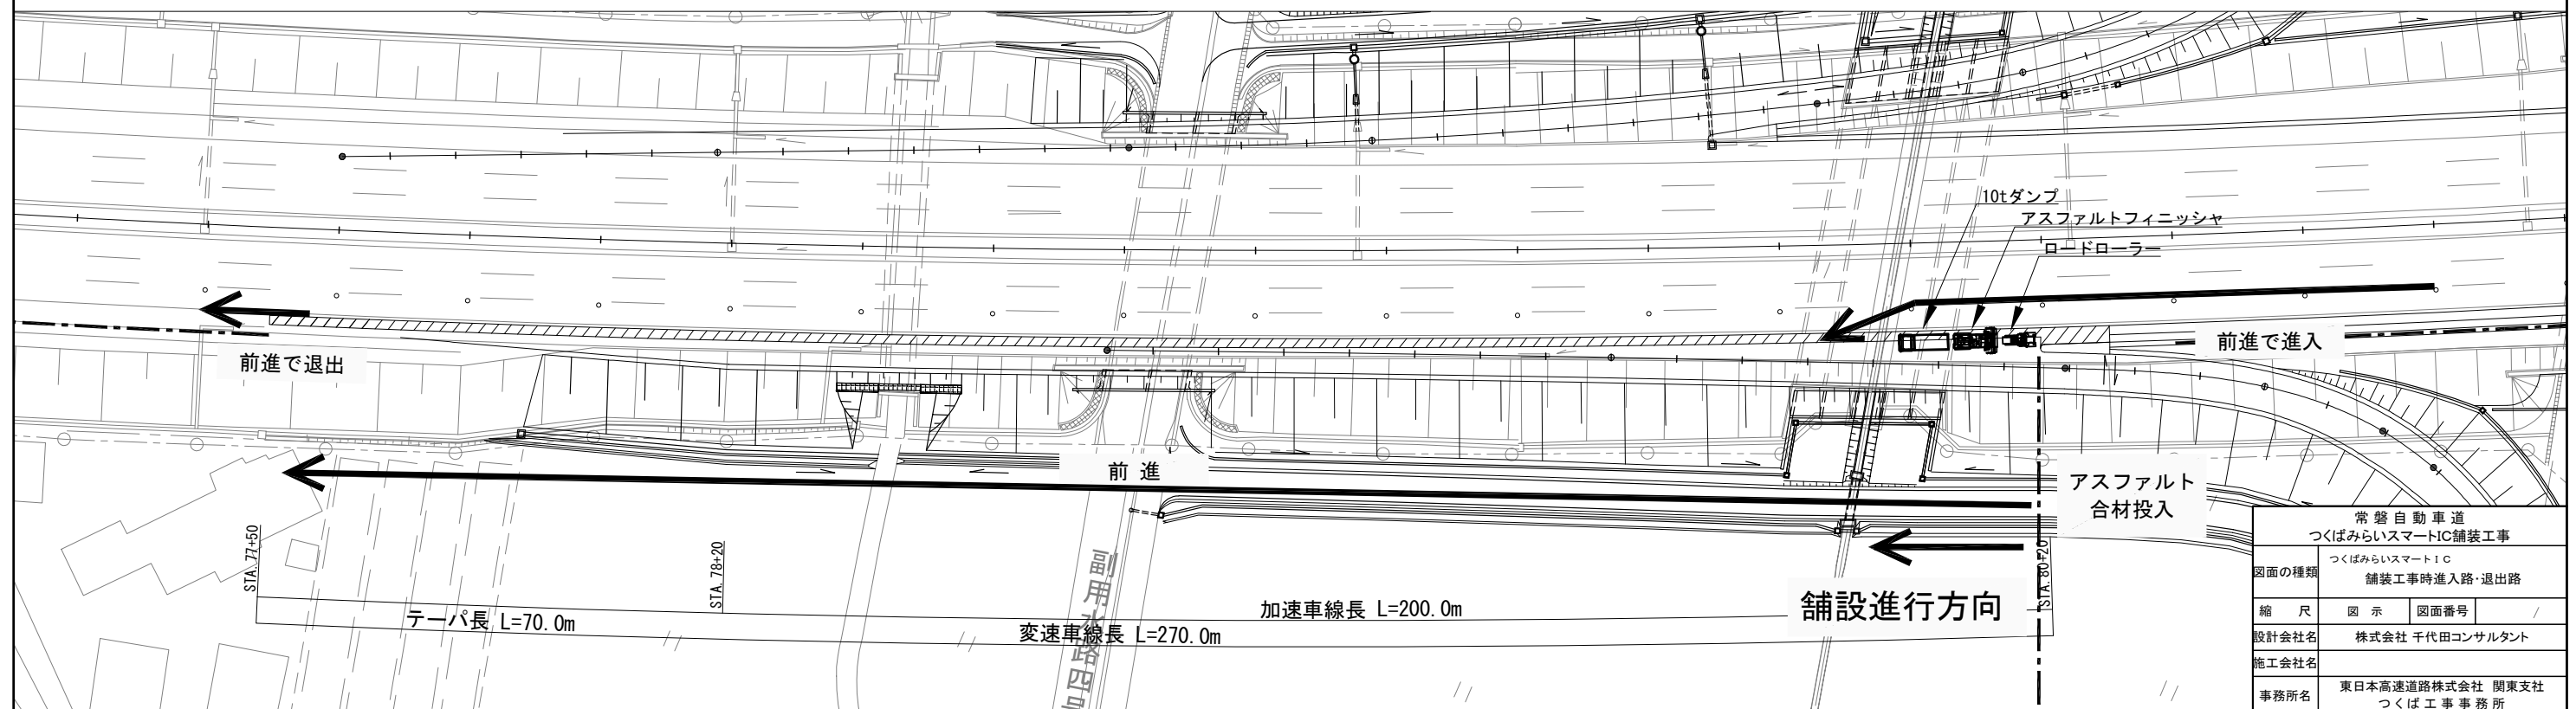 10tダンプ
アスファルトフィニッシャ
ロードローラー
前進で退出
前進で進入
前 進
アスファルト
合材投入
STA. 77+50
STA. 78+20
STA. 80+20
副用水路四号
舗設進行方向
加速車線長 L=200.0m
テーパ長 L=70.0m
変速車線長 L=270.0m
常磐自動車道
つくばみらいスマートIC舗装工事
図面の種類
つくばみらいスマートIC
舗装工事時進入路・退出路
縮 尺 図 示 図面番号 /
設計会社名 株式会社 千代田コンサルタント
施工会社名
事務所名
東日本高速道路株式会社 関東支社
つくば工事事務所